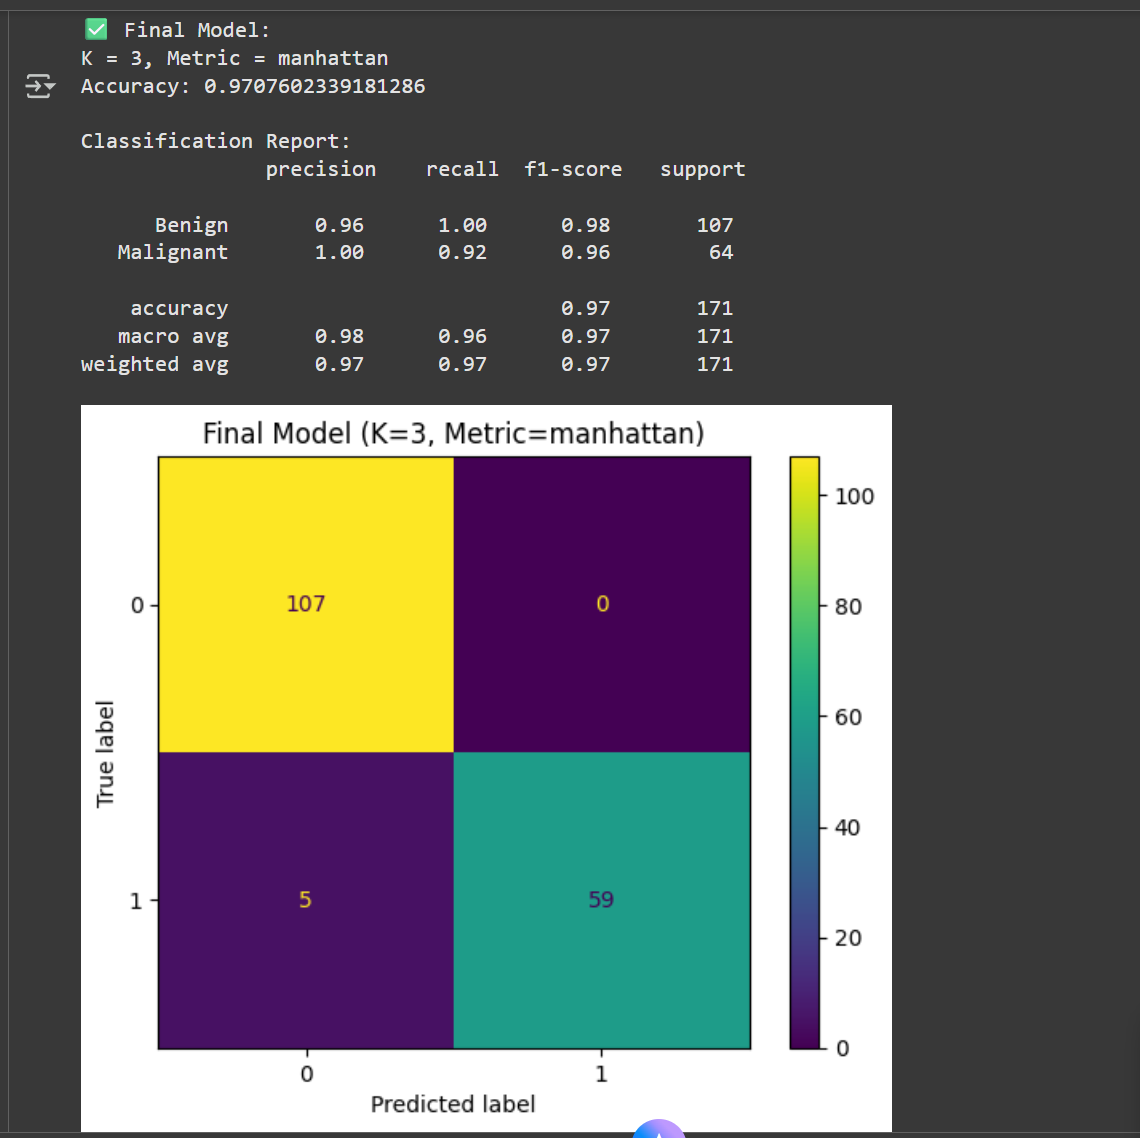 ✅ Final Model:
K = 3, Metric = manhattan
Accuracy: 0.9707602339181286
Classification Report:
precision recall f1-score support
Benign 0.96 1.00 0.98 107
Malignant 1.00 0.92 0.96 64
accuracy 0.97 171
macro avg 0.98 0.96 0.97 171
weighted avg 0.97 0.97 0.97 171
Final Model (K=3, Metric=manhattan)
True label
0
1
107 0
5 59
0 1
Predicted label
100
80
60
40
20
0